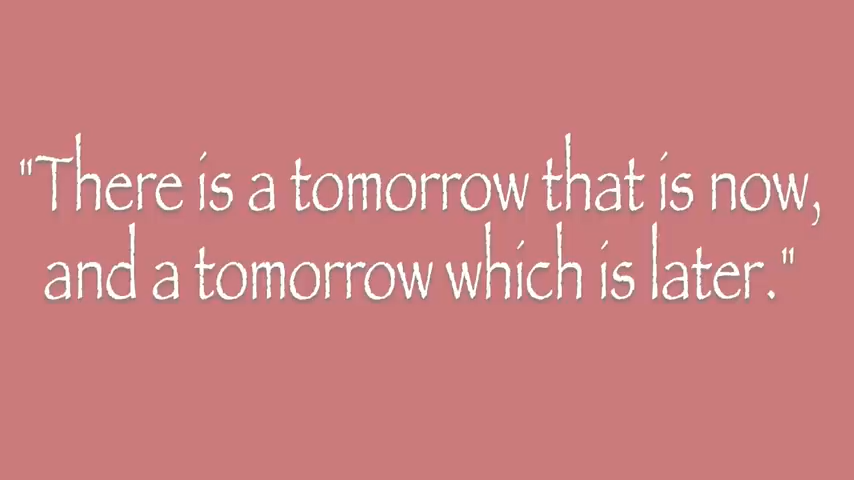 "There is a tomorrow that is now,
and a tomorrow which is later."